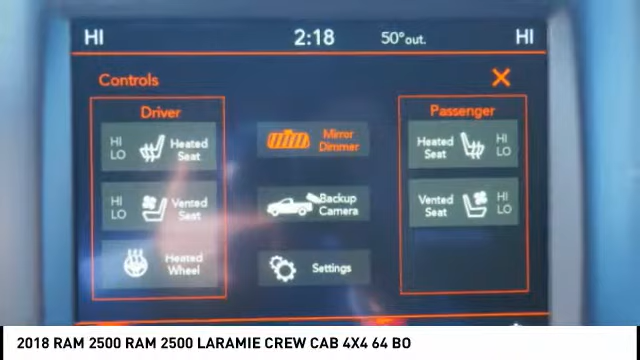 HI 2:18 50° out. HI
Controls X
Driver
HI
LO
Heated
Seat
HI
LO
Vented
Seat
Heated
Wheel
Mirror
Dimmer
Backup
Camera
Settings
Passenger
Heated
Seat
HI
LO
Vented
Seat
HI
LO
2018 RAM 2500 RAM 2500 LARAMIE CREW CAB 4X4 64 BO